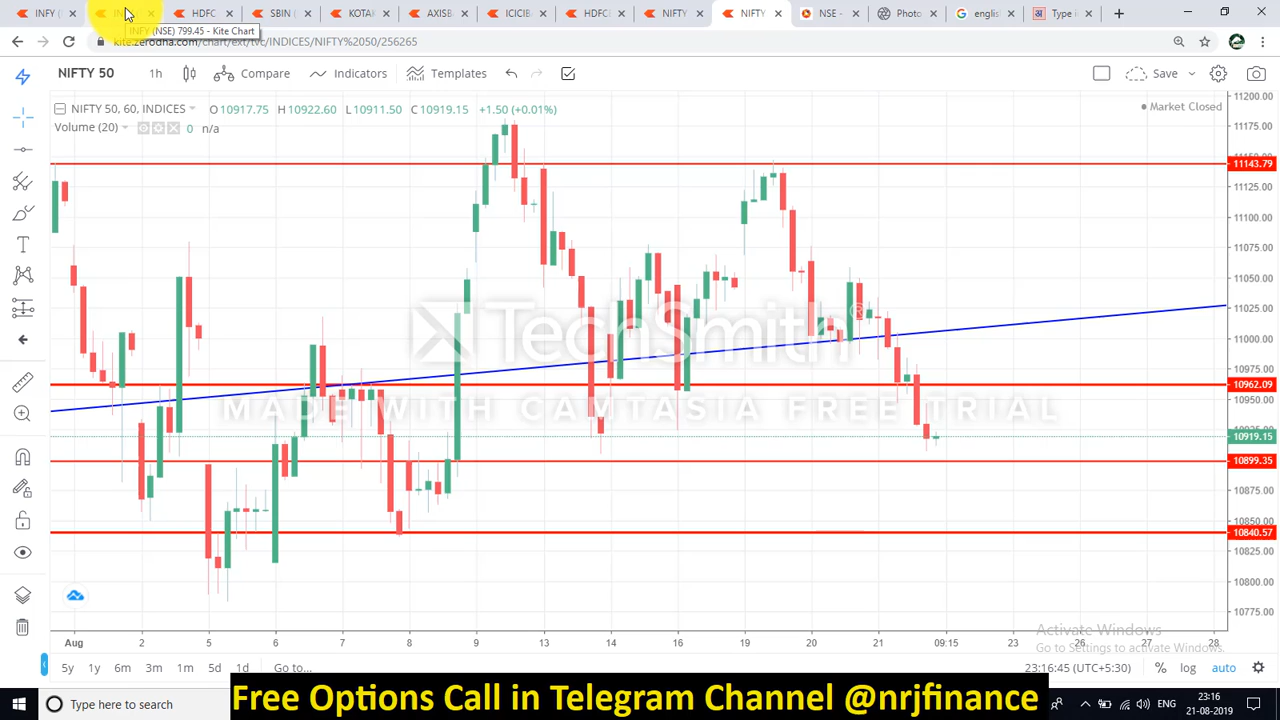 INFY (
HDFC
SBIN
KOTAK
AXISB
ICICIB
HDFC
NIFTY
NIFTY
NSE
Photo
english
Type
INFY (NSE) 799.45 - Kite Chart
kite.zerodha.com/chart/ext/tvc/INDICES/NIFTY%2050/256265
NIFTY 50 1h Compare Indicators Templates Save
NIFTY 50, 60, INDICES O10917.75 H10922.60 L10911.50 C10919.15 +1.50 (+0.01%)
Volume (20) 0 n/a
Market Closed
11200.00
11175.00
11143.79
11125.00
11100.00
11075.00
11050.00
11025.00
11000.00
10975.00
10962.09
10950.00
10919.15
10899.35
10875.00
10850.00
10840.57
10825.00
10800.00
10775.00
TechSmith®
MADE WITH CAMTASIA FREE TRIAL
Aug 2 5 6 7 8 9 13 14 16 19 20 21 09:15 23 26 27 28
Activate Windows
Go to Settings to activate Windows.
5y 1y 6m 3m 1m 5d 1d Go to... 23:16:45 (UTC+5:30) % log auto
Type here to search
Free Options Call in Telegram Channel @nrjfinance
ENG
23:16
21-08-2019